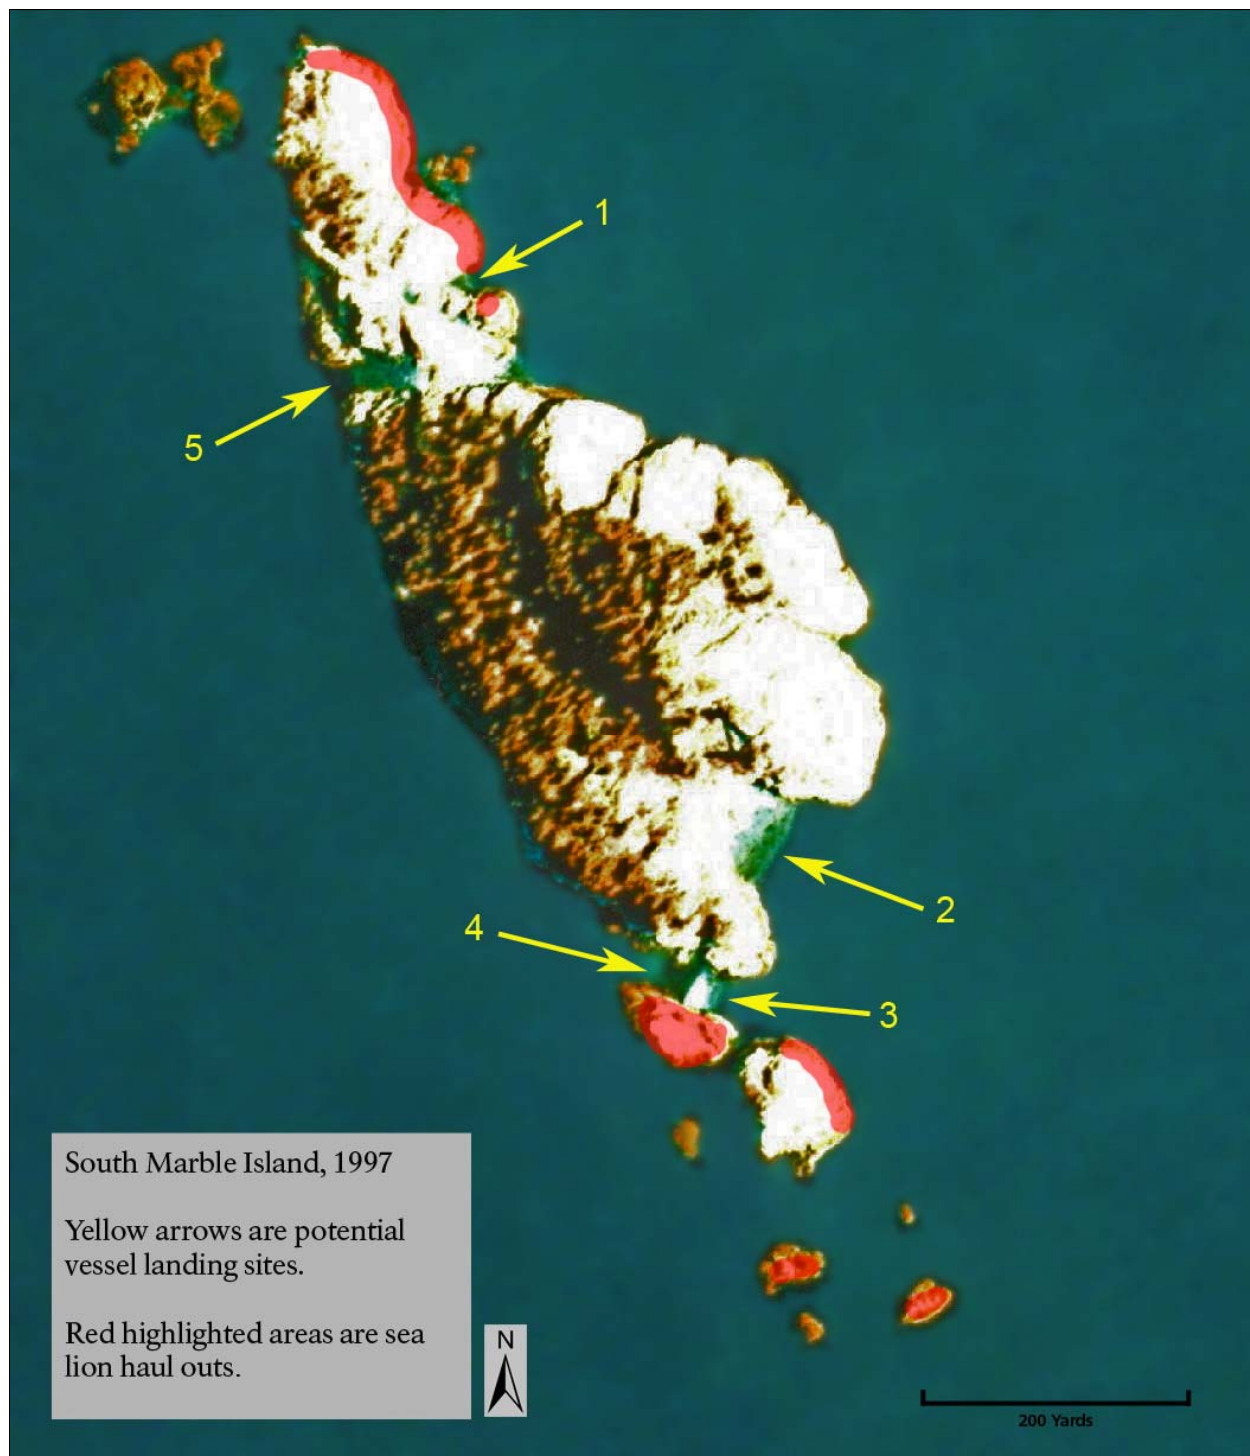 1
5
2
4
3
South Marble Island, 1997
Yellow arrows are potential
vessel landing sites.
Red highlighted areas are sea
lion haul outs.
N
200 Yards